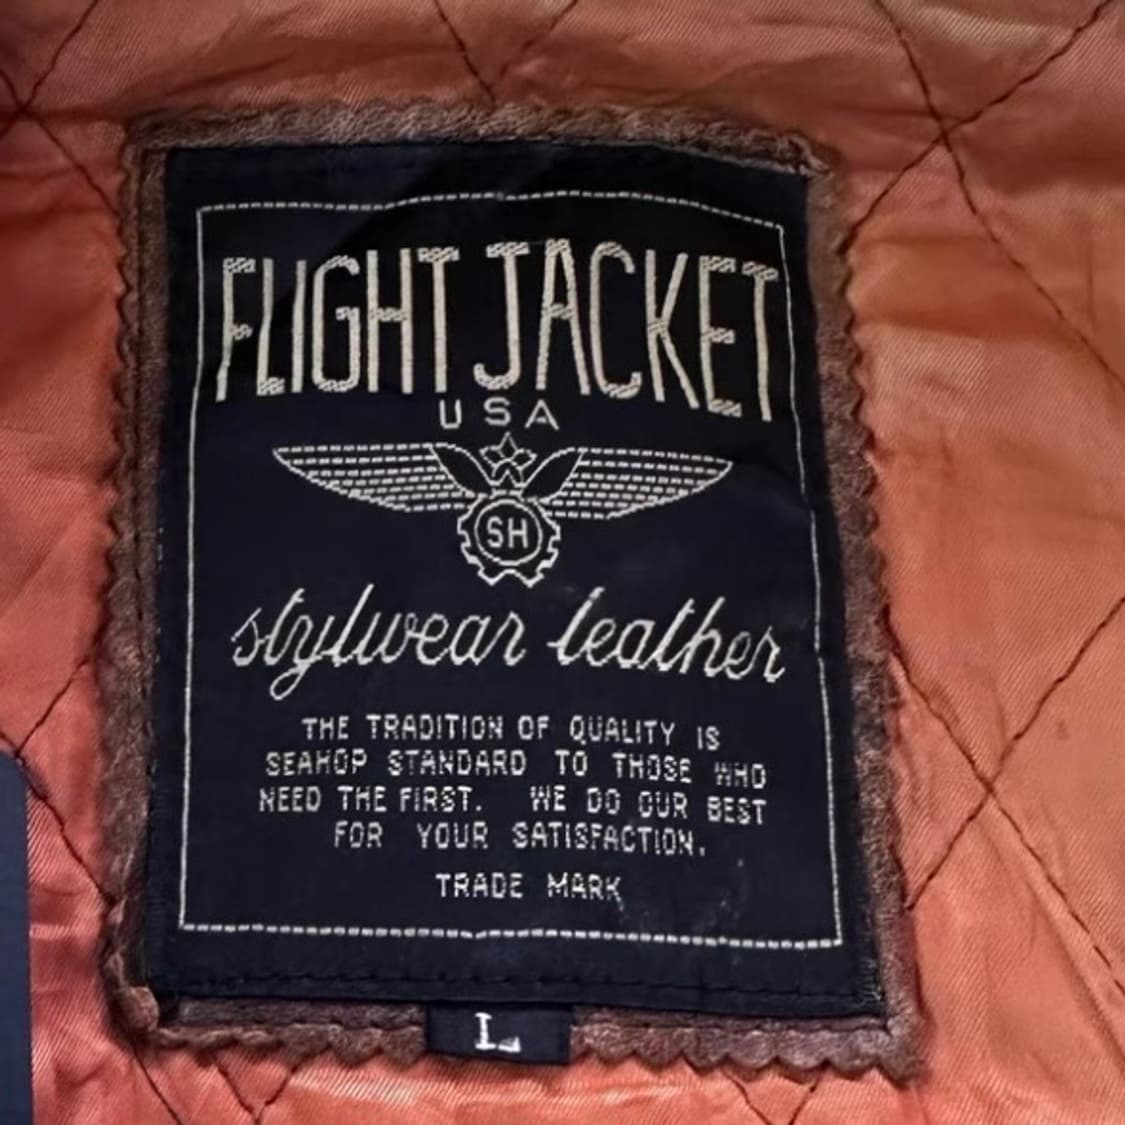 FLIGHT JACKET
USA
SH
stylwear leather
THE TRADITION OF QUALITY IS
SEAHOP STANDARD TO THOSE WHO
NEED THE FIRST. WE DO OUR BEST
FOR YOUR SATISFACTION.
TRADE MARK
L